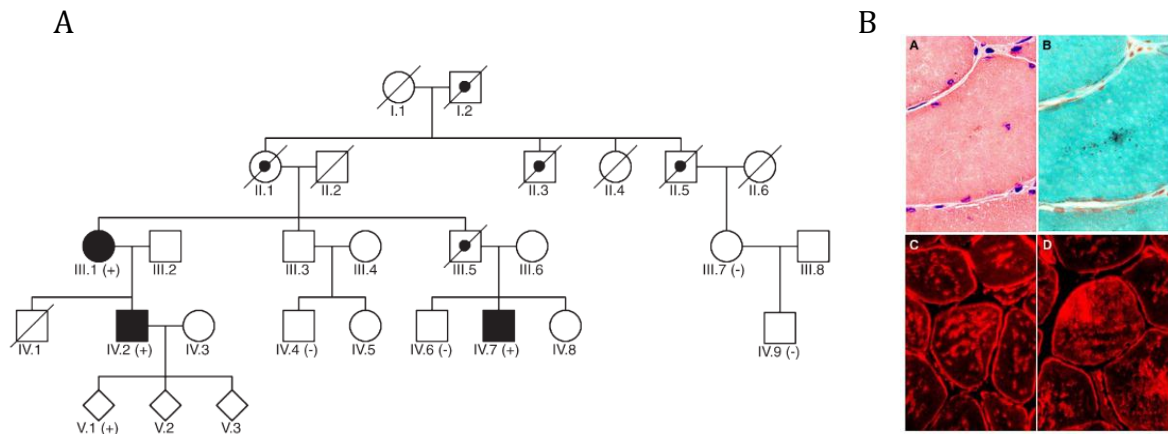 A B
A B
I.1 I.2
II.1 II.2 II.3 II.4 II.5 II.6
III.1 (+) III.2 III.3 III.4 III.5 III.6 III.7 (-) III.8
C D
IV.1 IV.2 (+) IV.3 IV.4 (-) IV.5 IV.6 (-) IV.7 (+) IV.8 IV.9 (-)
V.1 (+) V.2 V.3